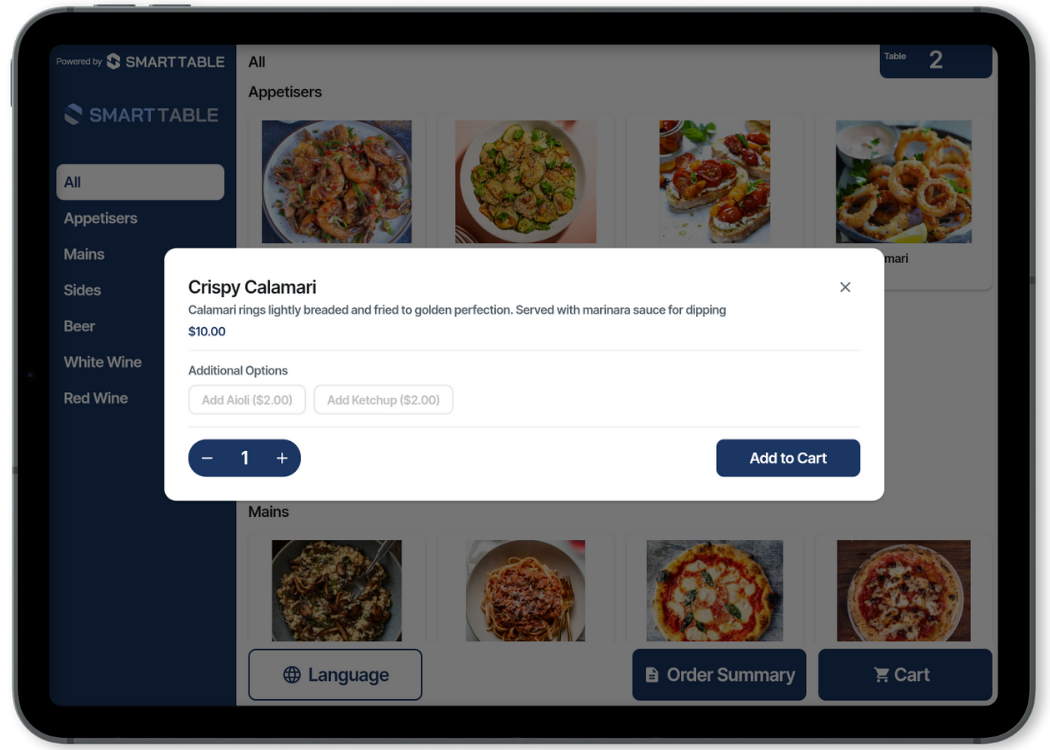 Powered by SMARTTABLE
SMARTTABLE
All
Appetisers
Mains
Sides
Beer
White Wine
Red Wine
All
Table 2
Appetisers
mari
Crispy Calamari
Calamari rings lightly breaded and fried to golden perfection. Served with marinara sauce for dipping
$10.00
Additional Options
Add Aioli ($2.00) Add Ketchup ($2.00)
− 1 +
Add to Cart
Mains
Language
Order Summary
Cart